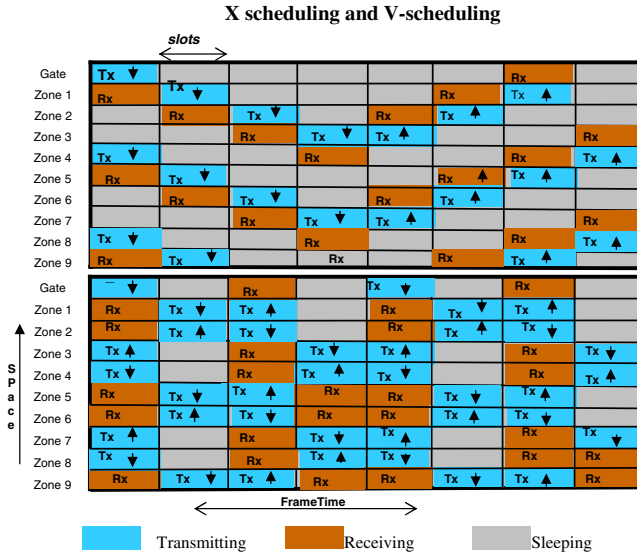 X scheduling and V-scheduling
slots
Gate Tx Rx
Zone 1 Rx Tx Rx Tx
Zone 2 Rx Tx Rx Tx
Zone 3 Rx Tx Tx Rx
Zone 4 Tx Rx Rx Tx
Zone 5 Rx Tx Rx Tx
Zone 6 Rx Tx Rx Tx
Zone 7 Rx Tx Tx Rx
Zone 8 Tx Rx Rx Tx
Zone 9 Rx Tx Rx Rx Tx
Gate Rx Tx Rx
Zone 1 Rx Tx Tx Rx Tx Tx
Zone 2 Rx Tx Tx Rx Tx Tx
Zone 3 Tx Rx Tx Tx Rx Tx
Zone 4 Tx Rx Tx Tx Rx Tx
Zone 5 Rx Tx Tx Rx Rx Tx Tx
Zone 6 Rx Tx Tx Rx Rx Tx Tx
Zone 7 Tx Rx Tx Tx Rx Tx
Zone 8 Tx Rx Tx Tx Rx Rx
Zone 9 Rx Tx Tx Rx Rx Tx Tx Rx
SPace
FrameTime
Transmitting Receiving Sleeping